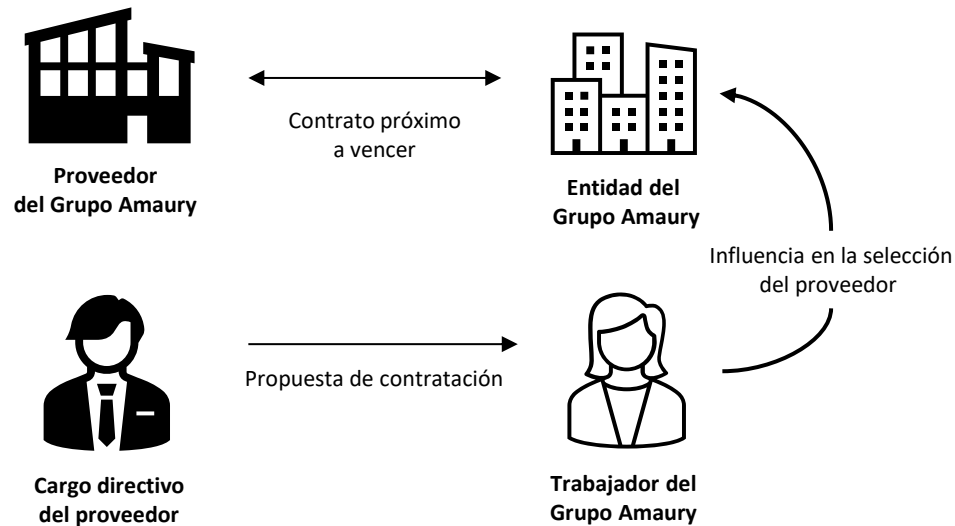 Contrato próximo
a vencer
Proveedor
del Grupo Amaury
Entidad del
Grupo Amaury
Influencia en la selección
del proveedor
Propuesta de contratación
Cargo directivo
del proveedor
Trabajador del
Grupo Amaury